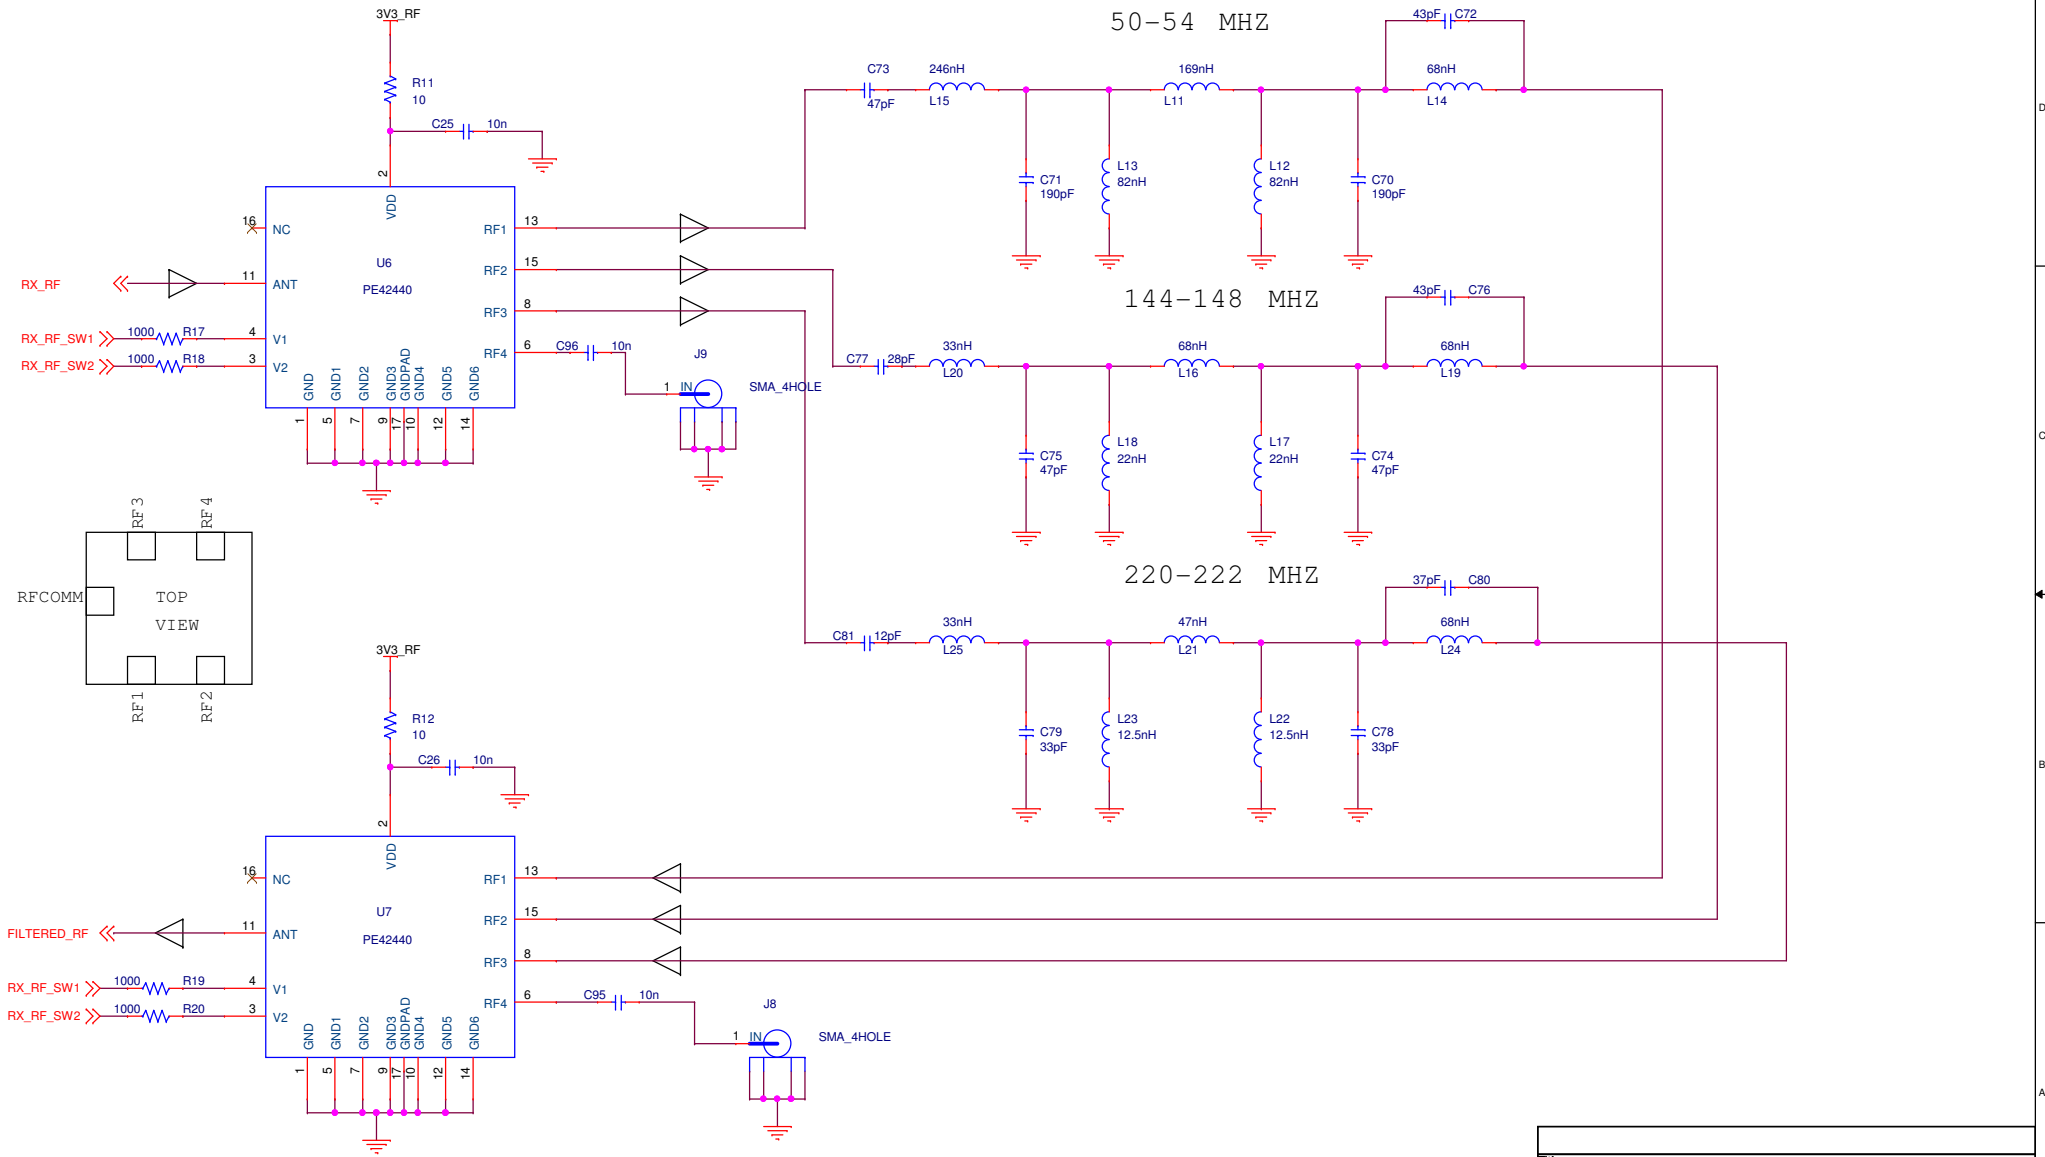 3V3_RF
R11
10
C25 10n
2
VDD
16 NC
U6
PE42440
RX_RF
11 ANT
RX_RF_SW1 1000 R17 4 V1
RX_RF_SW2 1000 R18 3 V2
RF1 13
RF2 15
RF3 8
RF4 6
C96 10n
J9
1 IN
SMA_4HOLE
GND GND1 GND2 GND3 GNDPAD GND4 GND5 GND6
1 5 7 9 17 10 12 14
50-54 MHZ
43pF C72
C73
47pF
246nH
L15
169nH
L11
68nH
L14
C71
190pF
L13
82nH
L12
82nH
C70
190pF
144-148 MHZ
43pF C76
C77 28pF
33nH
L20
68nH
L16
68nH
L19
C75
47pF
L18
22nH
L17
22nH
C74
47pF
220-222 MHZ
37pF C80
C81 12pF
33nH
L25
47nH
L21
68nH
L24
C79
33pF
L23
12.5nH
L22
12.5nH
C78
33pF
RF3 RF4
RFCOMM
TOP
VIEW
RF1 RF2
3V3_RF
R12
10
C26 10n
2
VDD
16 NC
U7
PE42440
FILTERED_RF
11 ANT
RX_RF_SW1 1000 R19 4 V1
RX_RF_SW2 1000 R20 3 V2
RF1 13
RF2 15
RF3 8
RF4 6
C95 10n
J8
1 IN
SMA_4HOLE
GND GND1 GND2 GND3 GNDPAD GND4 GND5 GND6
1 5 7 9 17 10 12 14
D
C
B
A